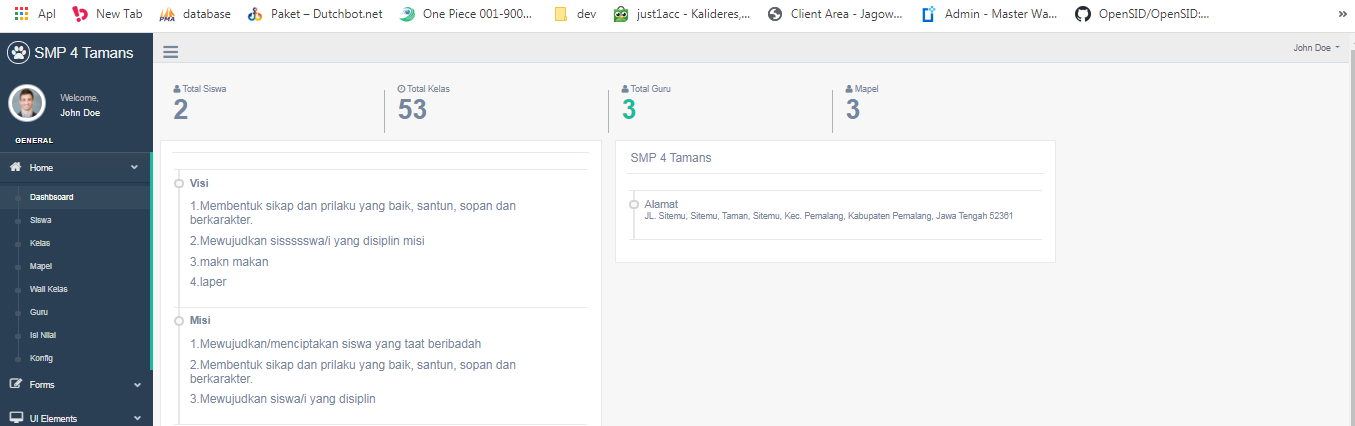 Apl New Tab database Paket – Dutchbot.net One Piece 001-900... dev just1acc - Kalideres,... Client Area - Jagow... Admin - Master Wa... OpenSID/OpenSID:... »
SMP 4 Tamans
John Doe
Welcome,
John Doe
GENERAL
Home
Dashboard
Siswa
Kelas
Mapel
Wali Kelas
Guru
Isi Nilai
Konfig
Forms
UI Elements
Total Siswa
2
Total Kelas
53
Total Guru
3
Mapel
3
Visi
1.Membentuk sikap dan prilaku yang baik, santun, sopan dan
berkarakter.
2.Mewujudkan sissssswa/i yang disiplin misi
3.makn makan
4.laper
Misi
1.Mewujudkan/menciptakan siswa yang taat beribadah
2.Membentuk sikap dan prilaku yang baik, santun, sopan dan
berkarakter.
3.Mewujudkan siswa/i yang disiplin
SMP 4 Tamans
Alamat
JL. Sitemu, Sitemu, Taman, Sitemu, Kec. Pemalang, Kabupaten Pemalang, Jawa Tengah 52361